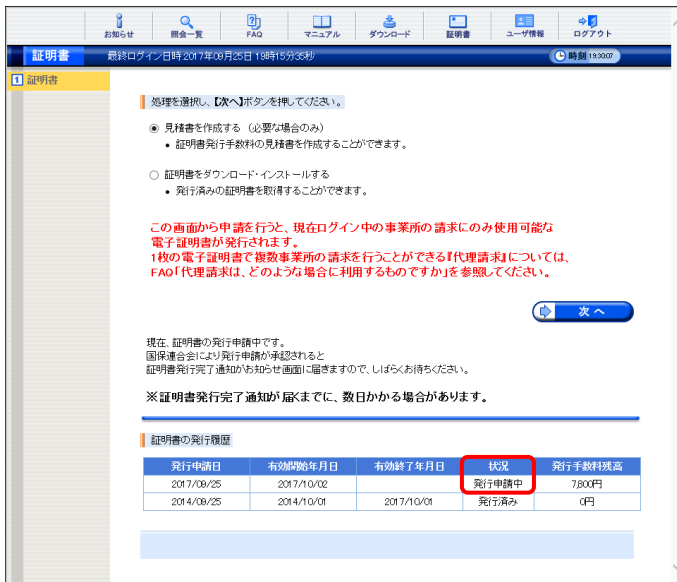 お知らせ
照会一覧
FAQ
マニュアル
ダウンロード
証明書
ユーザ情報
ログアウト
証明書
最終ログイン日時 2017年09月25日 19時15分35秒
時刻 19:30:07
1 証明書
処理を選択し、【次へ】ボタンを押してください。
見積書を作成する (必要な場合のみ)
• 証明書発行手数料の見積書を作成することができます。
証明書をダウンロード・インストールする
• 発行済みの証明書を取得することができます。
この画面から申請を行うと、現在ログイン中の事業所の請求にのみ使用可能な
電子証明書が発行されます。
1枚の電子証明書で複数事業所の請求を行うことができる『代理請求』については、
FAQ「代理請求は、どのような場合に利用するものですか」を参照してください。
次へ
現在、証明書の発行申請中です。
国保連合会により発行申請が承認されると
証明書発行完了通知がお知らせ画面に届きますので、しばらくお待ちください。
※証明書発行完了通知が届くまでに、数日かかる場合があります。
証明書の発行履歴
発行申請日 有効開始年月日 有効終了年月日 状況 発行手数料残高
2017/09/25 2017/10/02 発行申請中 7,800円
2014/09/25 2014/10/01 2017/10/01 発行済み 0円